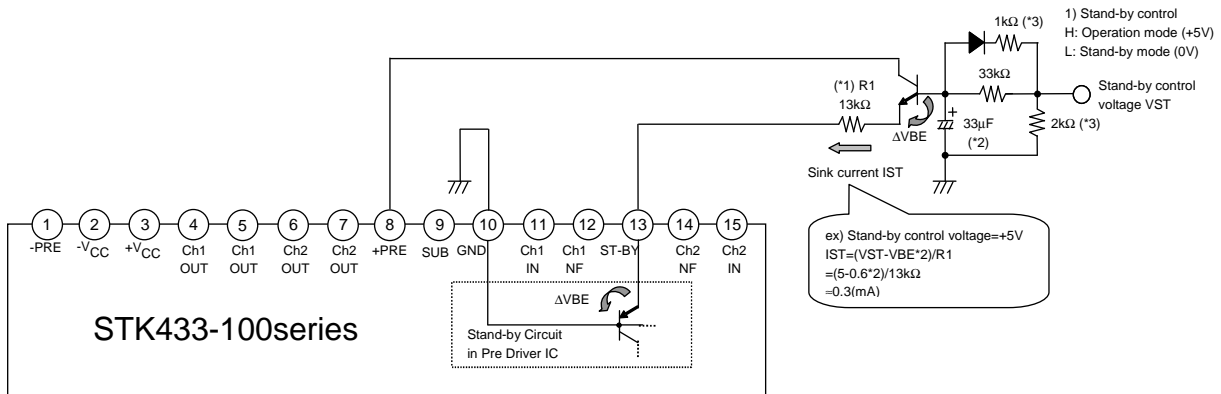 1kΩ (*3)
1) Stand-by control
H: Operation mode (+5V)
L: Stand-by mode (0V)
33kΩ
Stand-by control
voltage VST
(*1) R1
13kΩ
ΔVBE
+
33μF
(*2)
2kΩ (*3)
Sink current IST
ex) Stand-by control voltage=+5V
IST=(VST-VBE*2)/R1
=(5-0.6*2)/13kΩ
≈0.3(mA)
1 2 3 4 5 6 7 8 9 10 11 12 13 14 15
-PRE -VCC +VCC Ch1 Ch1 Ch2 Ch2 +PRE SUB GND Ch1 Ch1 ST-BY Ch2 Ch2
OUT OUT OUT OUT IN NF NF IN
ΔVBE
STK433-100series
Stand-by Circuit
in Pre Driver IC